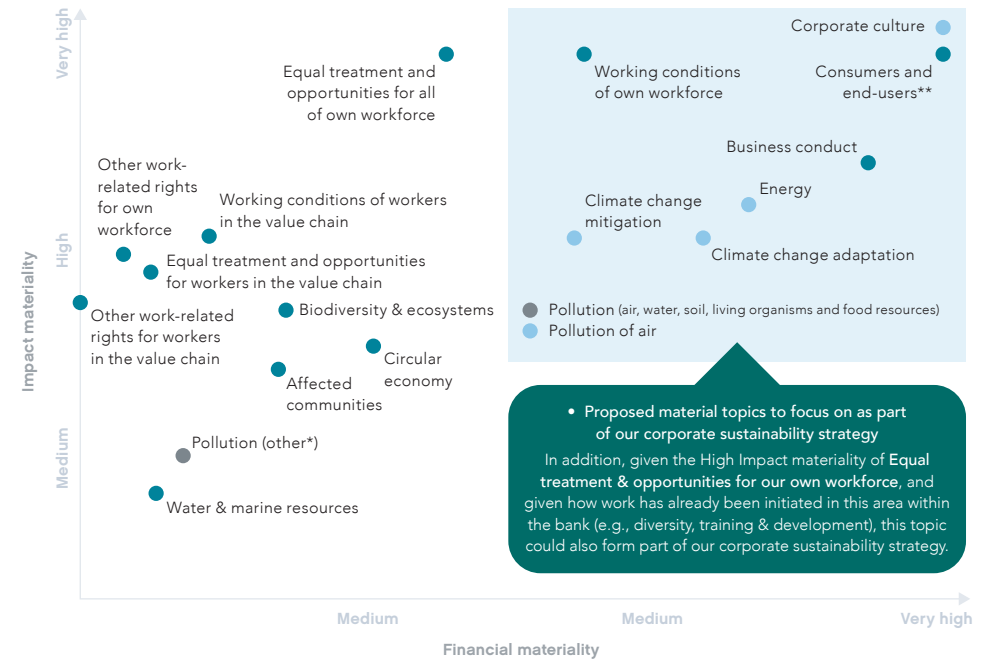 Very high
High
Medium
Impact materiality
Corporate culture
Equal treatment and
opportunities for all
of own workforce
Working conditions
of own workforce
Consumers and
end-users**
Business conduct
Other work-
related rights
for own
workforce
Working conditions of workers
in the value chain
Energy
Climate change
mitigation
Climate change adaptation
Equal treatment and opportunities
for workers in the value chain
Other work-related
rights for workers
in the value chain
Biodiversity & ecosystems
Pollution (air, water, soil, living organisms and food resources)
Pollution of air
Circular
economy
Affected
communities
Pollution (other*)
Water & marine resources
• Proposed material topics to focus on as part
of our corporate sustainability strategy
In addition, given the High Impact materiality of Equal
treatment & opportunities for our own workforce, and
given how work has already been initiated in this area within
the bank (e.g., diversity, training & development), this topic
could also form part of our corporate sustainability strategy.
Medium
Medium
Very high
Financial materiality